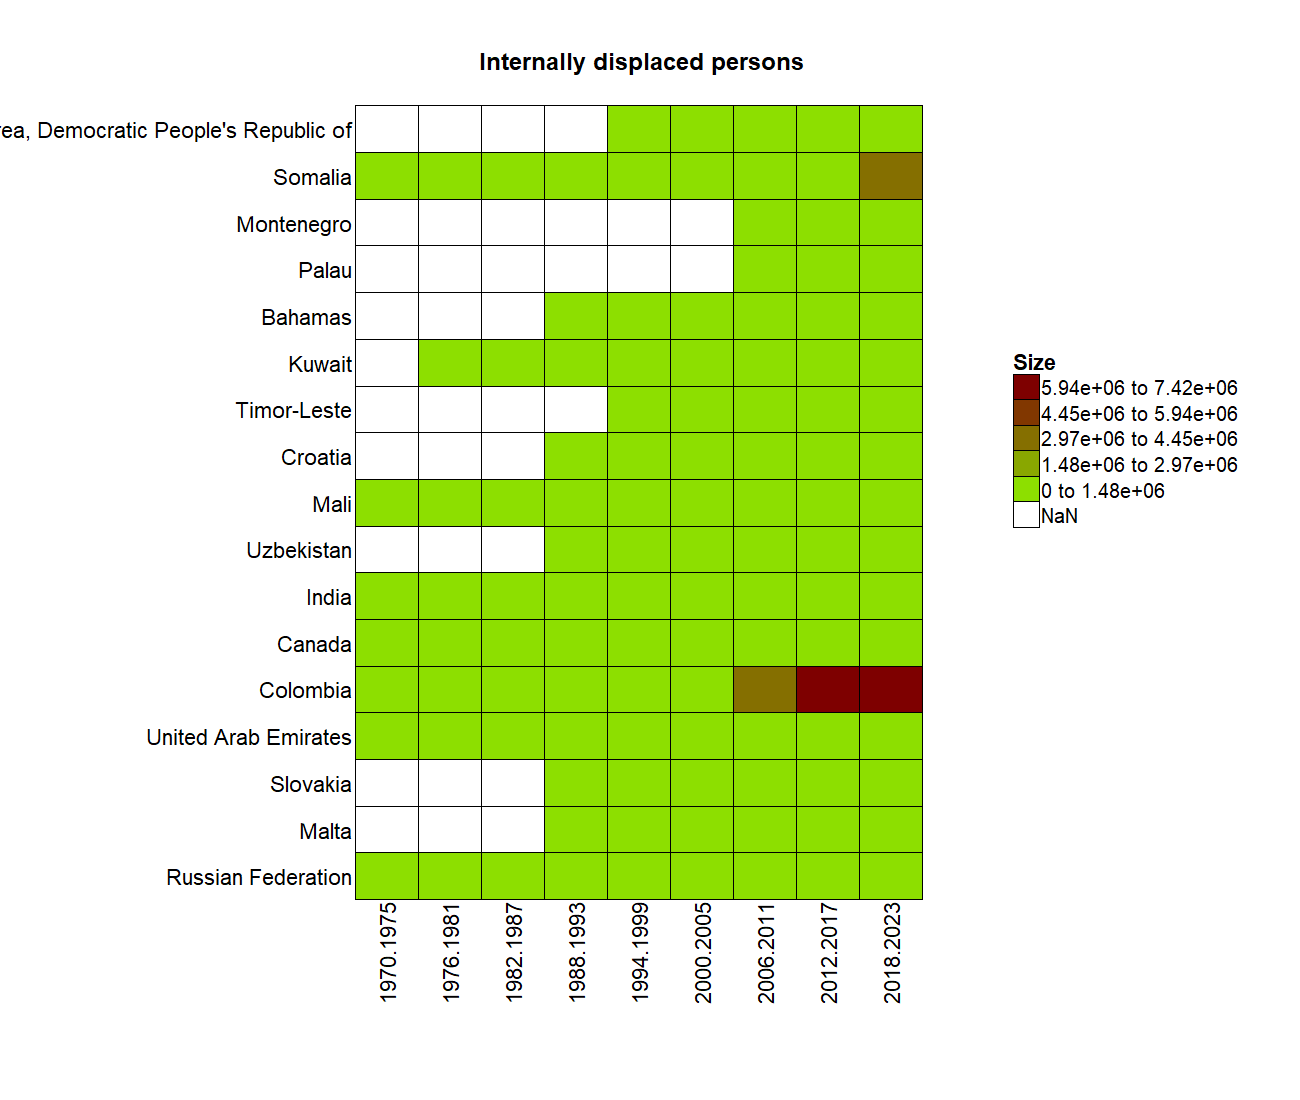 Internally displaced persons
rea, Democratic People's Republic of
Somalia
Montenegro
Palau
Bahamas
Kuwait
Timor-Leste
Croatia
Mali
Uzbekistan
India
Canada
Colombia
United Arab Emirates
Slovakia
Malta
Russian Federation
1970.1975
1976.1981
1982.1987
1988.1993
1994.1999
2000.2005
2006.2011
2012.2017
2018.2023
Size
5.94e+06 to 7.42e+06
4.45e+06 to 5.94e+06
2.97e+06 to 4.45e+06
1.48e+06 to 2.97e+06
0 to 1.48e+06
NaN